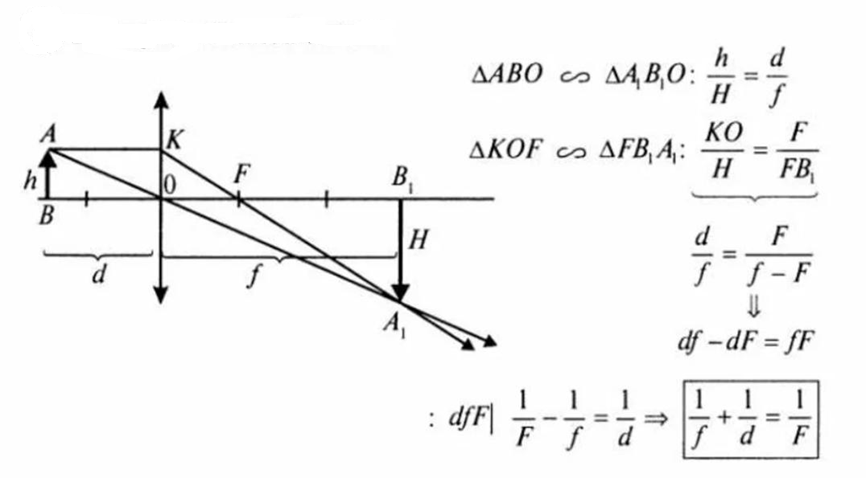 ΔABO ∽ ΔA₁B₁O: h/H = d/f
ΔKOF ∽ ΔFB₁A₁: KO/H = F/FB₁
d/f = F/(f − F)
⇓
df − dF = fF
: dfF| 1/F − 1/f = 1/d ⇒ 1/f + 1/d = 1/F
A
K
h
0
F
B₁
B
H
d
f
A₁